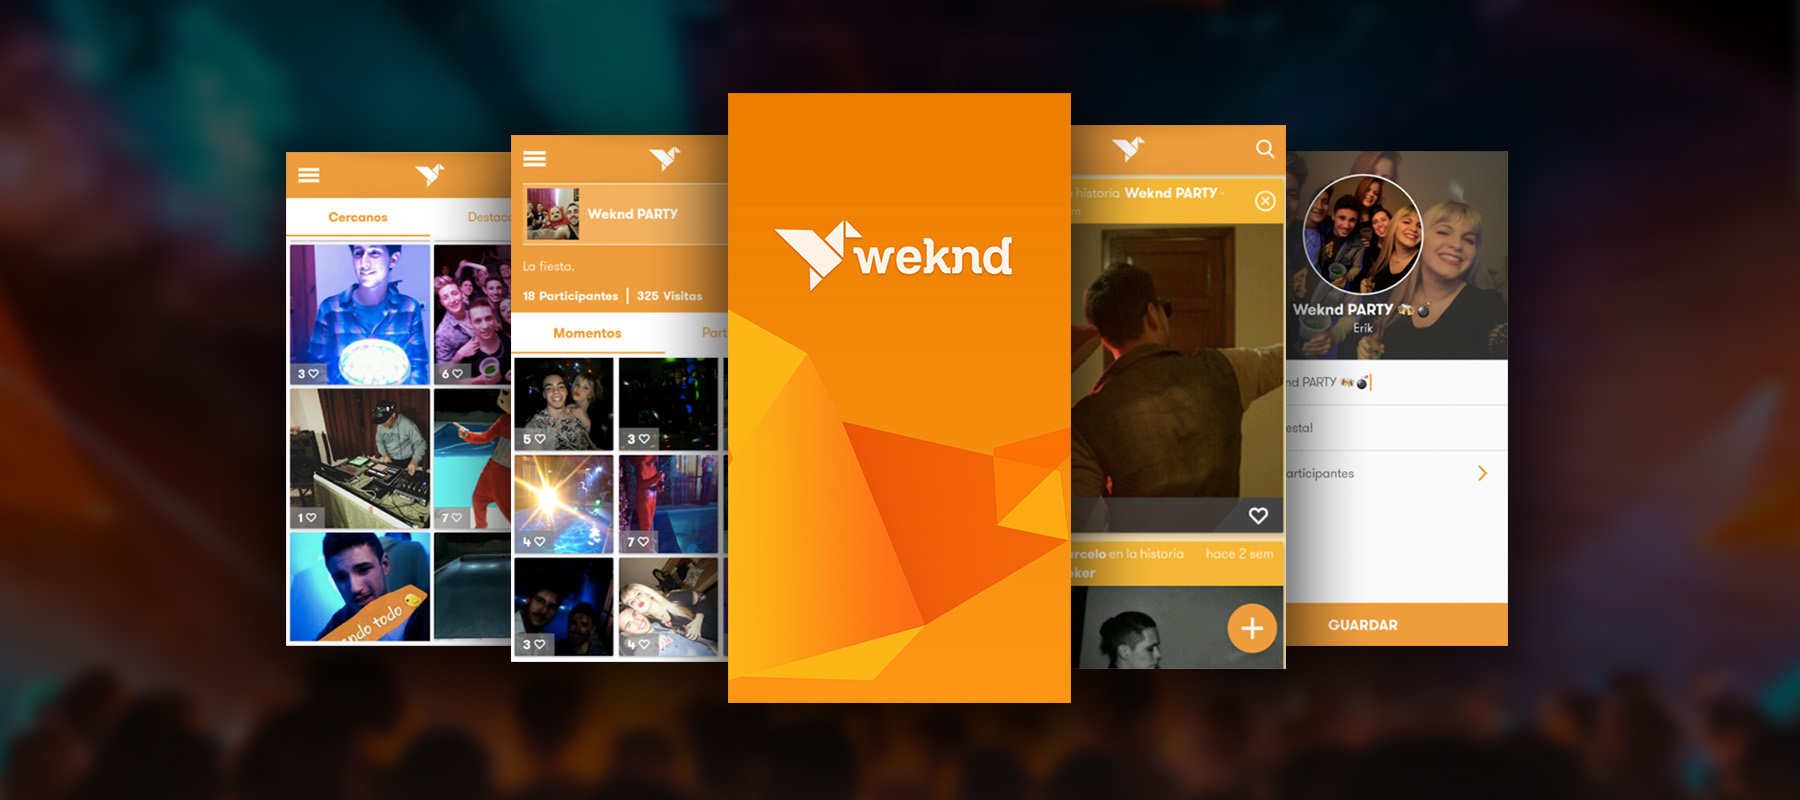 Cercanos
Destac
3
6
1
7
ndo todo
Weknd PARTY
La fiesta.
18 Participantes | 325 Visitas
Momentos
Part
5
3
4
7
3
4
weknd
historia Weknd PARTY -
m
rcelo en la historia
hace 2 sem
ker
Weknd PARTY
Erik
nd PARTY
esta!
articipantes
GUARDAR